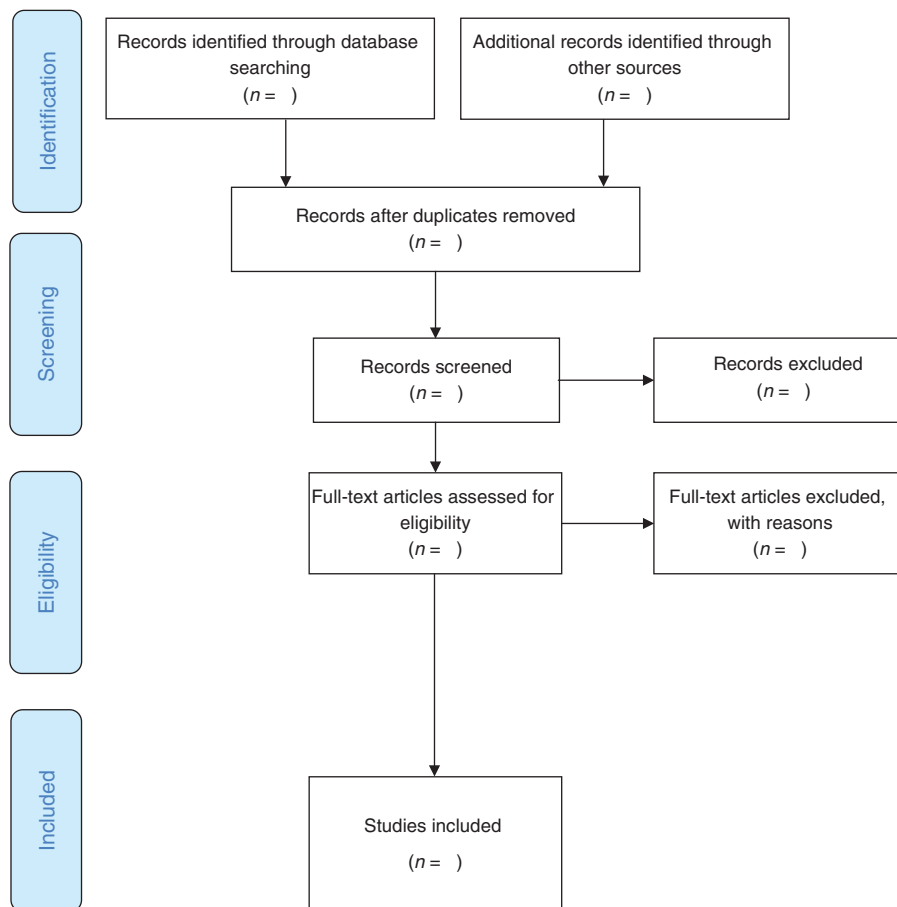 Identification
Records identified through database
searching
(n = )
Additional records identified through
other sources
(n = )
Records after duplicates removed
(n = )
Screening
Records screened
(n = )
Records excluded
(n = )
Eligibility
Full-text articles assessed for
eligibility
(n = )
Full-text articles excluded,
with reasons
(n = )
Included
Studies included
(n = )